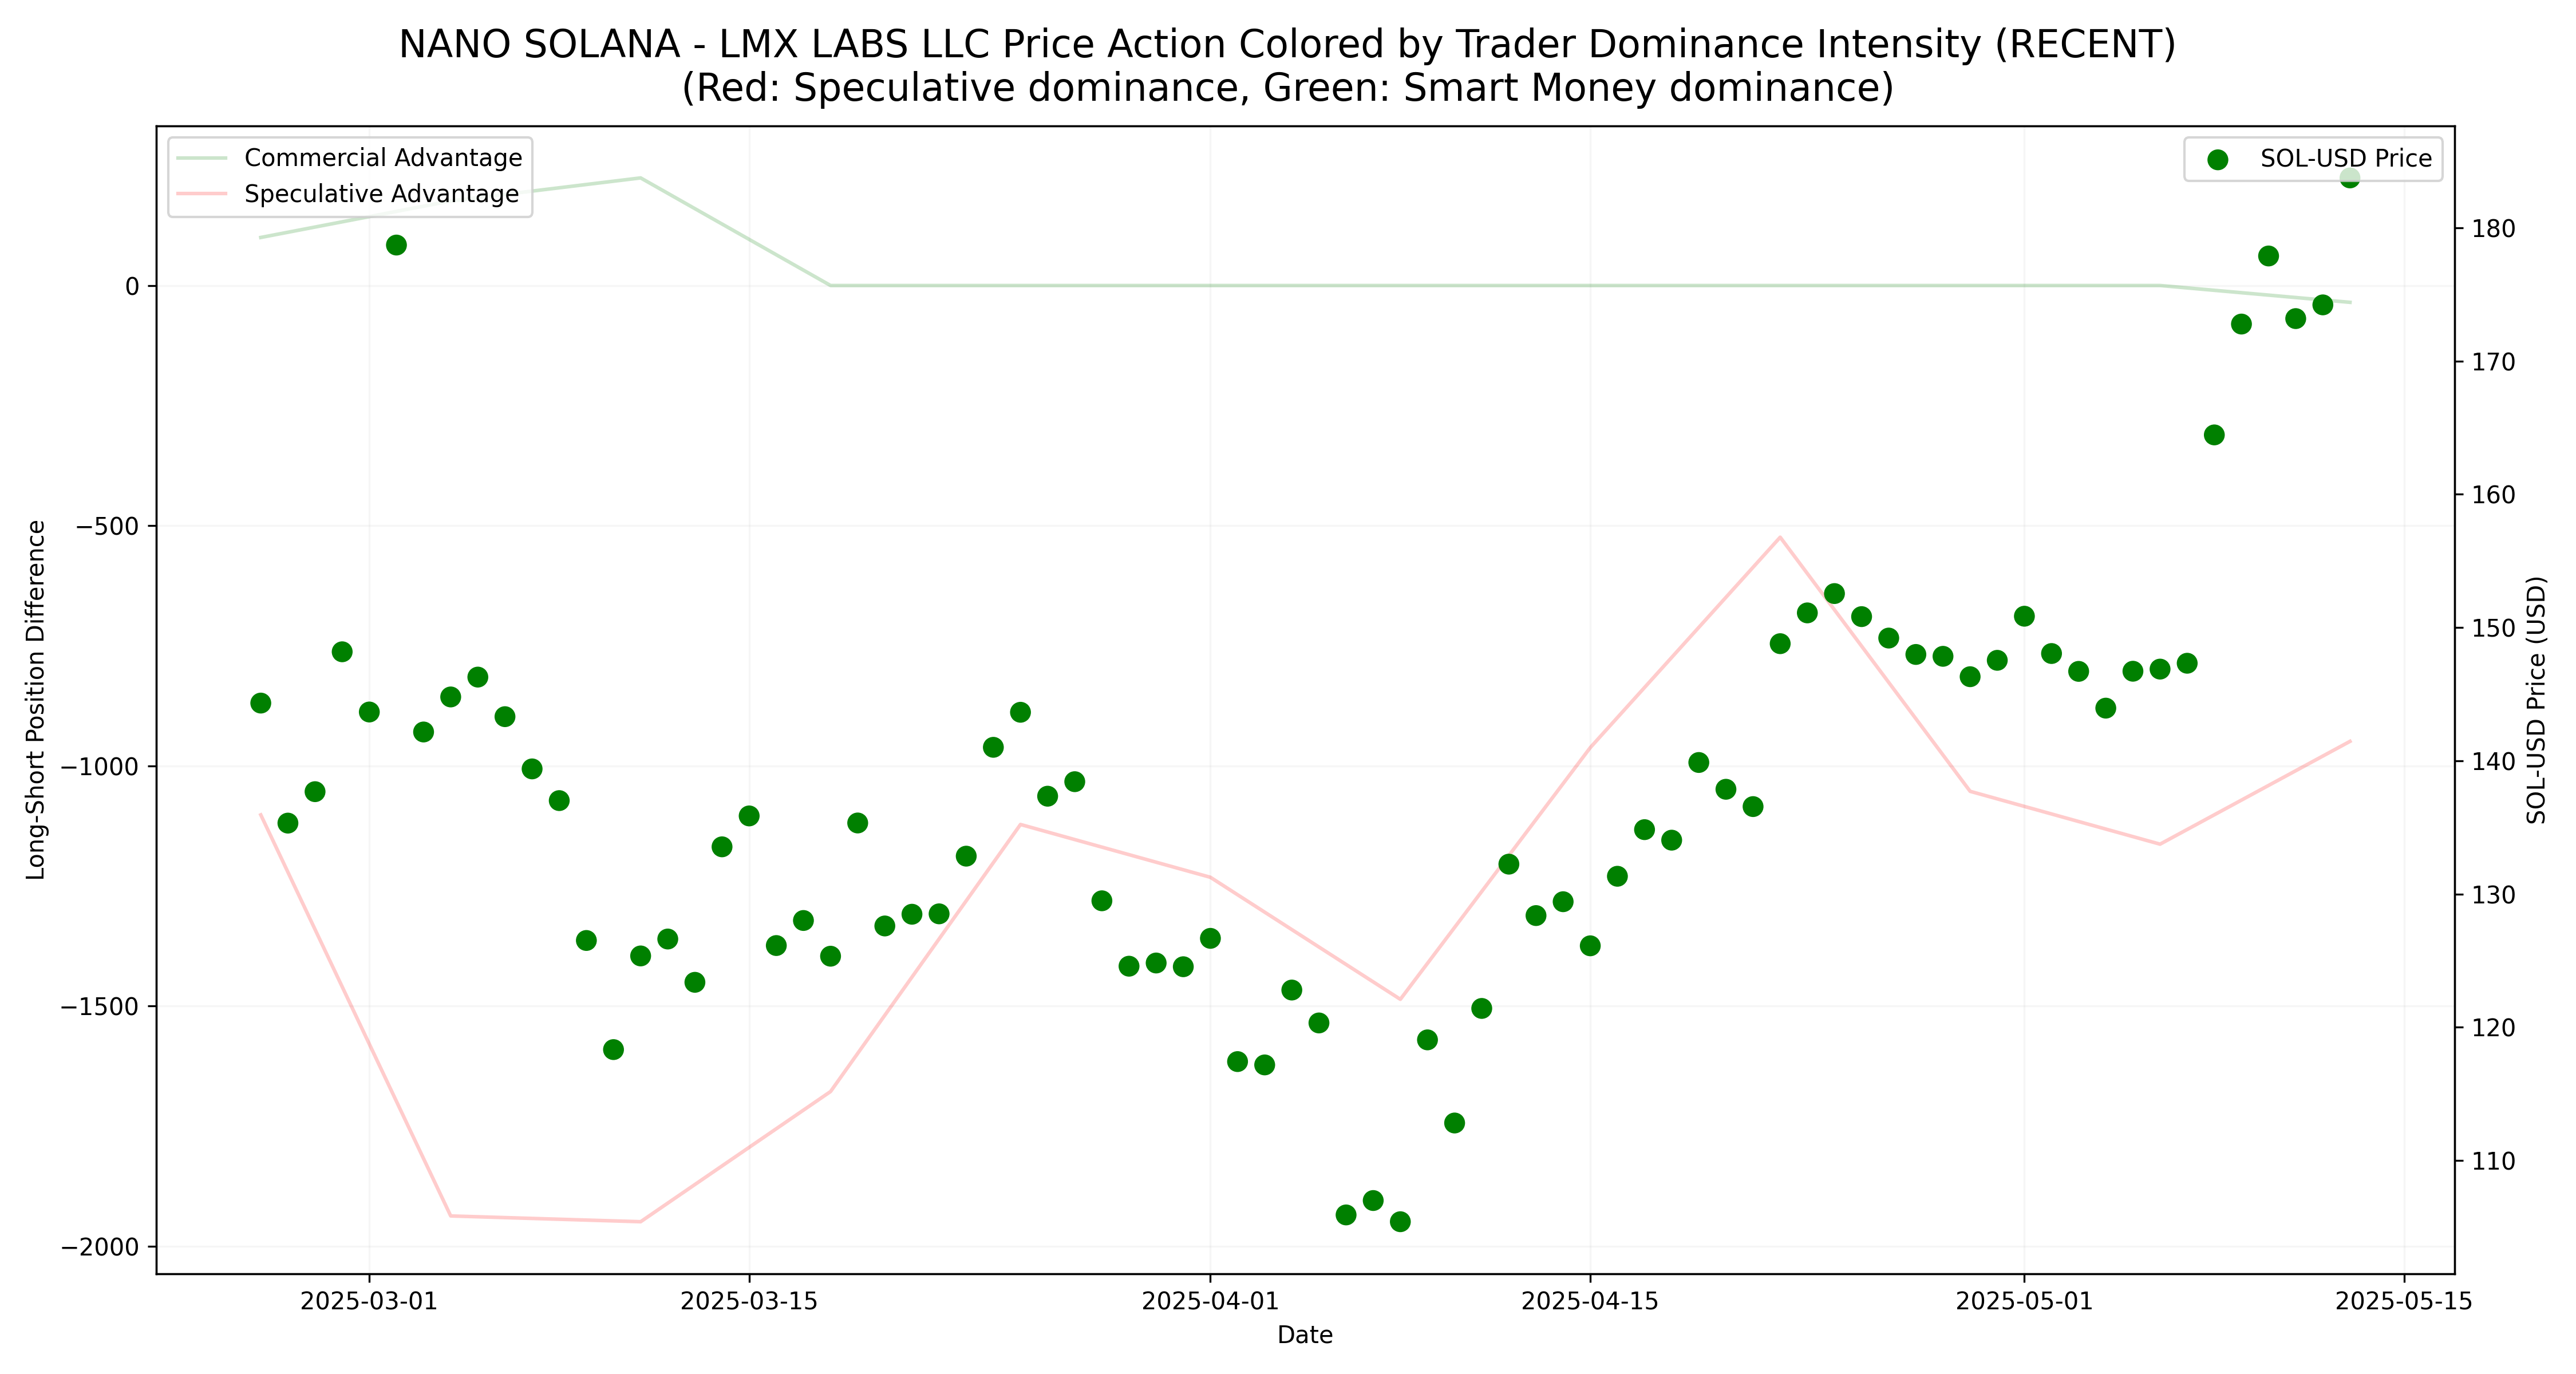 NANO SOLANA - LMX LABS LLC Price Action Colored by Trader Dominance Intensity (RECENT)
(Red: Speculative dominance, Green: Smart Money dominance)
Commercial Advantage
Speculative Advantage
SOL-USD Price
0
−500
−1000
−1500
−2000
Long-Short Position Difference
180
170
160
150
140
130
120
110
SOL-USD Price (USD)
2025-03-01
2025-03-15
2025-04-01
2025-04-15
2025-05-01
2025-05-15
Date